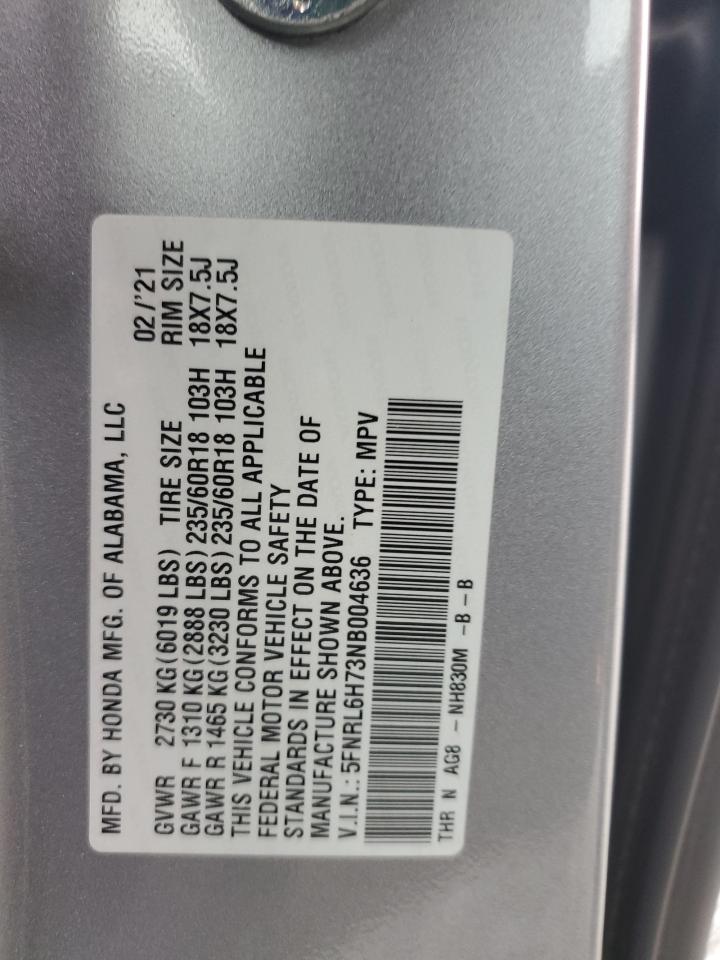 MFD. BY HONDA MFG. OF ALABAMA, LLC
02/'21
GVWR 2730 KG(6019 LBS) TIRE SIZE RIM SIZE
GAWR F 1310 KG(2888 LBS)235/60R18 103H 18X7.5J
GAWR R 1465 KG(3230 LBS)235/60R18 103H 18X7.5J
THIS VEHICLE CONFORMS TO ALL APPLICABLE
FEDERAL MOTOR VEHICLE SAFETY
STANDARDS IN EFFECT ON THE DATE OF
MANUFACTURE SHOWN ABOVE.
V.I.N.: 5FNRL6H73NB004636 TYPE: MPV
THR N AG8 - NH830M -B-B